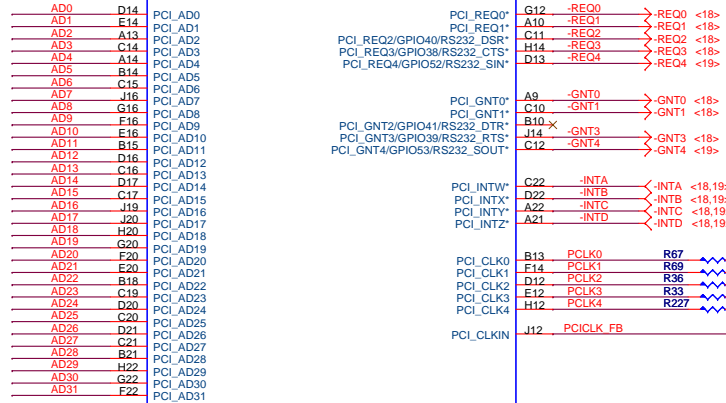 AD0 D14 PCI_AD0
AD1 E14 PCI_AD1
AD2 A13 PCI_AD2
AD3 C14 PCI_AD3
AD4 A14 PCI_AD4
AD5 B14 PCI_AD5
AD6 C15 PCI_AD6
AD7 J16 PCI_AD7
AD8 G16 PCI_AD8
AD9 F16 PCI_AD9
AD10 E16 PCI_AD10
AD11 B15 PCI_AD11
AD12 D16 PCI_AD12
AD13 C16 PCI_AD13
AD14 D17 PCI_AD14
AD15 C17 PCI_AD15
AD16 J19 PCI_AD16
AD17 J20 PCI_AD17
AD18 H20 PCI_AD18
AD19 G20 PCI_AD19
AD20 F20 PCI_AD20
AD21 E20 PCI_AD21
AD22 B18 PCI_AD22
AD23 C19 PCI_AD23
AD24 D20 PCI_AD24
AD25 C20 PCI_AD25
AD26 D21 PCI_AD26
AD27 C21 PCI_AD27
AD28 B21 PCI_AD28
AD29 H22 PCI_AD29
AD30 G22 PCI_AD30
AD31 F22 PCI_AD31
PCI_REQ0* G12 -REQ0 -REQ0 <18>
PCI_REQ1* A10 -REQ1 -REQ1 <18>
PCI_REQ2/GPIO40/RS232_DSR* C11 -REQ2 -REQ2 <18>
PCI_REQ3/GPIO38/RS232_CTS* H14 -REQ3 -REQ3 <18>
PCI_REQ4/GPIO52/RS232_SIN* D13 -REQ4 -REQ4 <19>
PCI_GNT0* A9 -GNT0 -GNT0 <18>
PCI_GNT1* C10 -GNT1 -GNT1 <18>
PCI_GNT2/GPIO41/RS232_DTR* B10
PCI_GNT3/GPIO39/RS232_RTS* J14 -GNT3 -GNT3 <18>
PCI_GNT4/GPIO53/RS232_SOUT* C12 -GNT4 -GNT4 <19>
PCI_INTW* C22 -INTA -INTA <18,19
PCI_INTX* D22 -INTB -INTB <18,19
PCI_INTY* A22 -INTC -INTC <18,19
PCI_INTZ* A21 -INTD -INTD <18,19
PCI_CLK0 B13 PCLK0 R67
PCI_CLK1 F14 PCLK1 R69
PCI_CLK2 D12 PCLK2 R36
PCI_CLK3 E12 PCLK3 R33
PCI_CLK4 H12 PCLK4 R227
PCI_CLKIN J12 PCICLK_FB